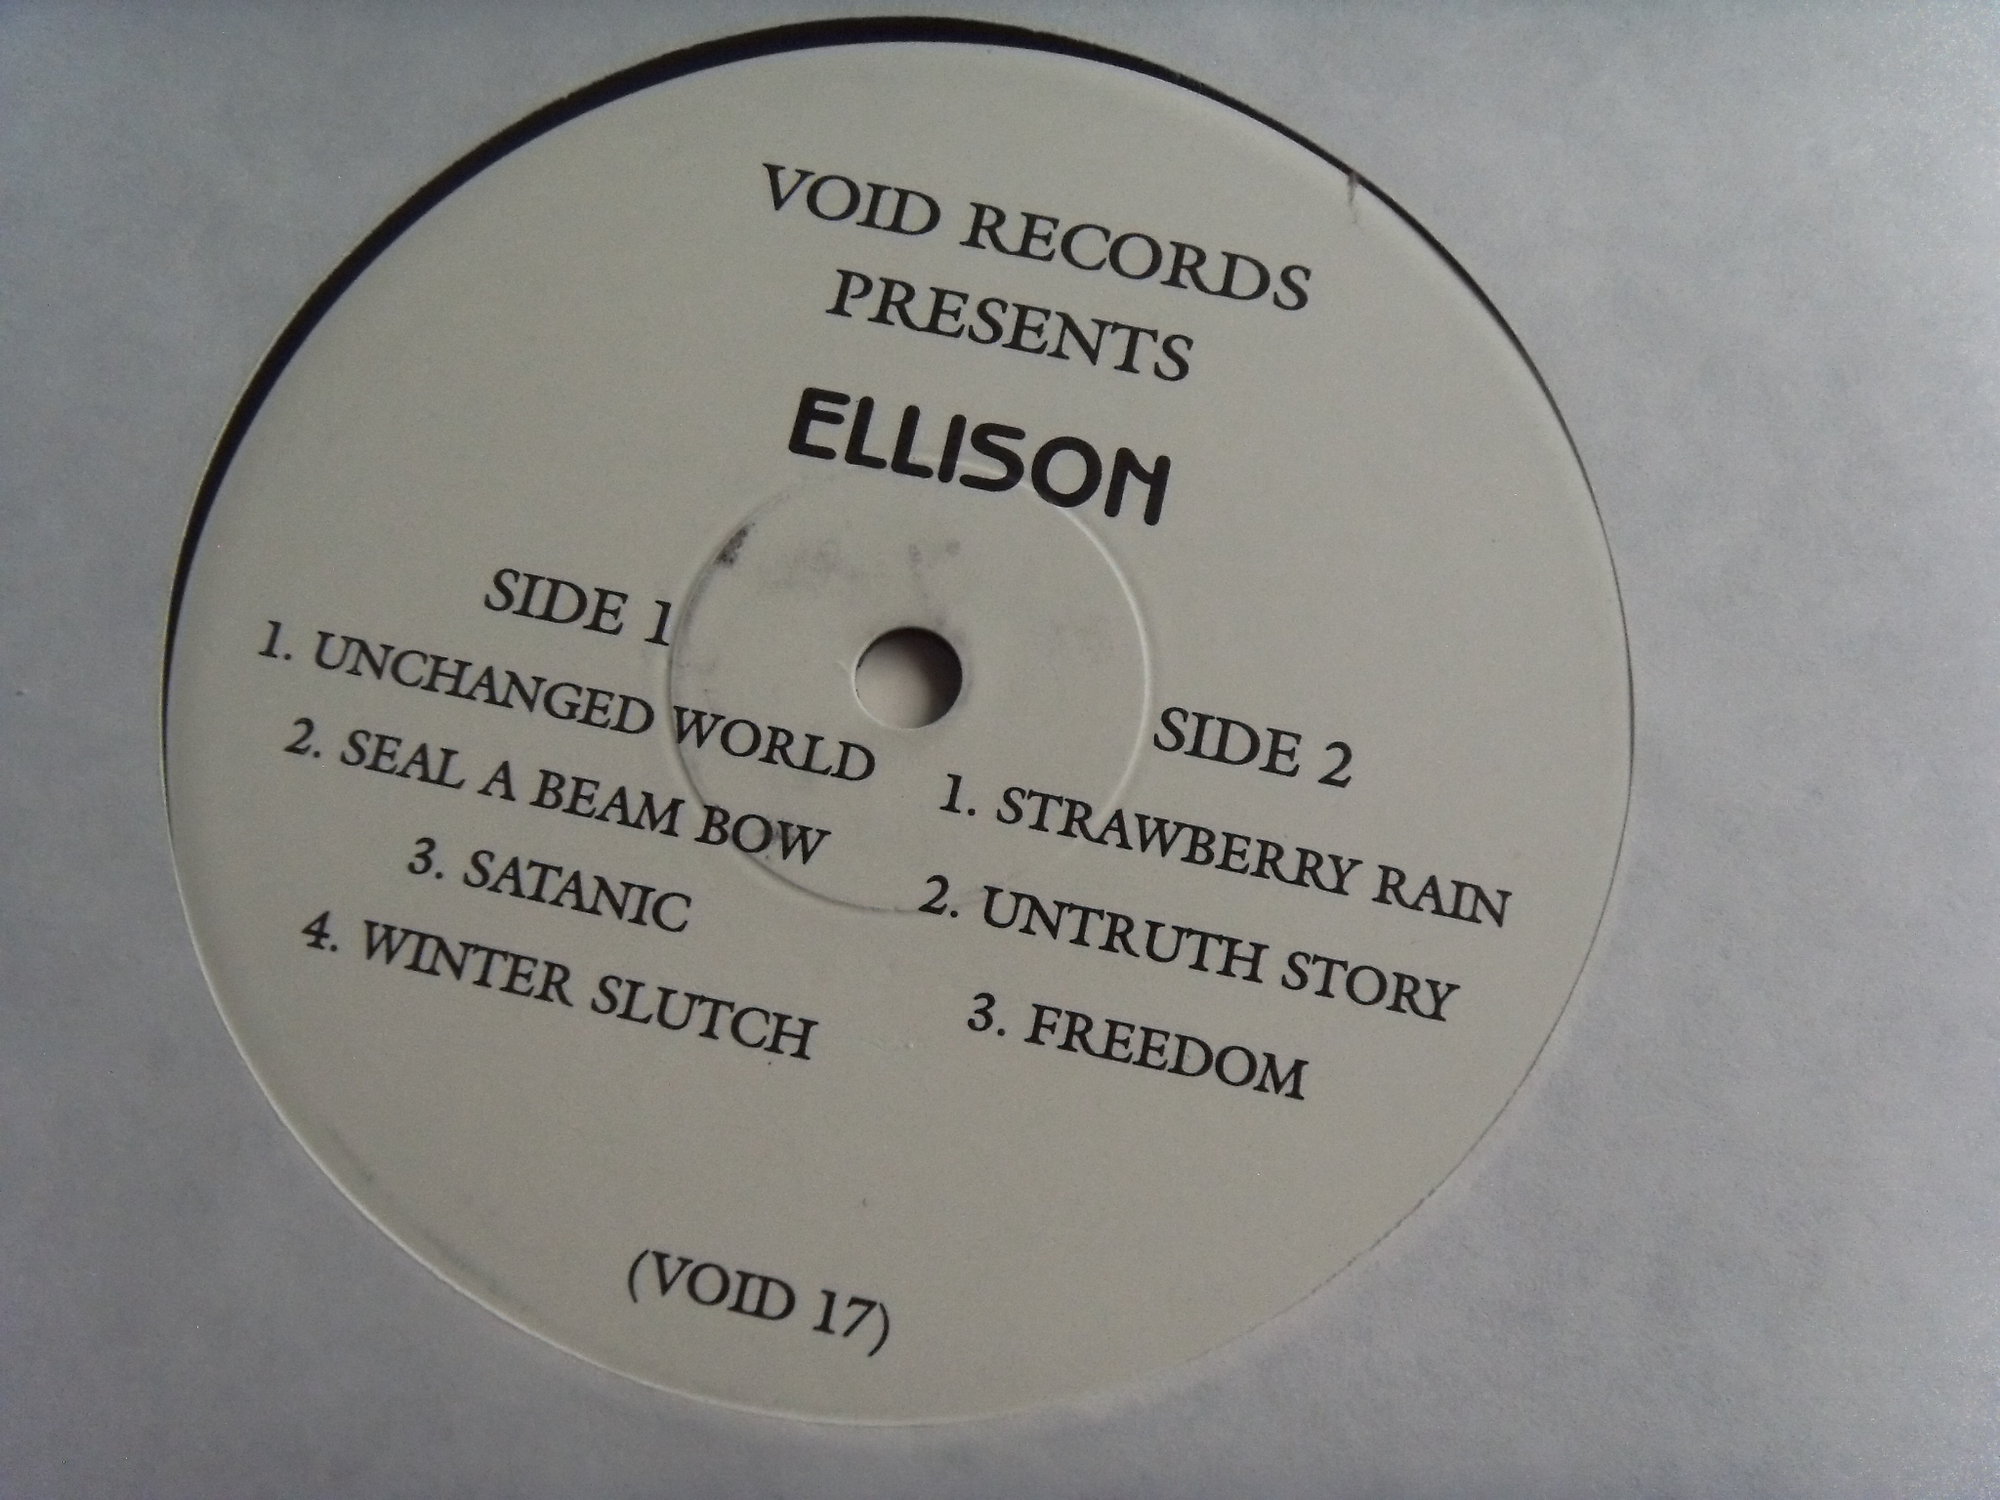 VOID RECORDS
PRESENTS
ELLISON
SIDE 1
1. UNCHANGED WORLD
2. SEAL A BEAM BOW
3. SATANIC
4. WINTER SLUTCH
SIDE 2
1. STRAWBERRY RAIN
2. UNTRUTH STORY
3. FREEDOM
(VOID 17)